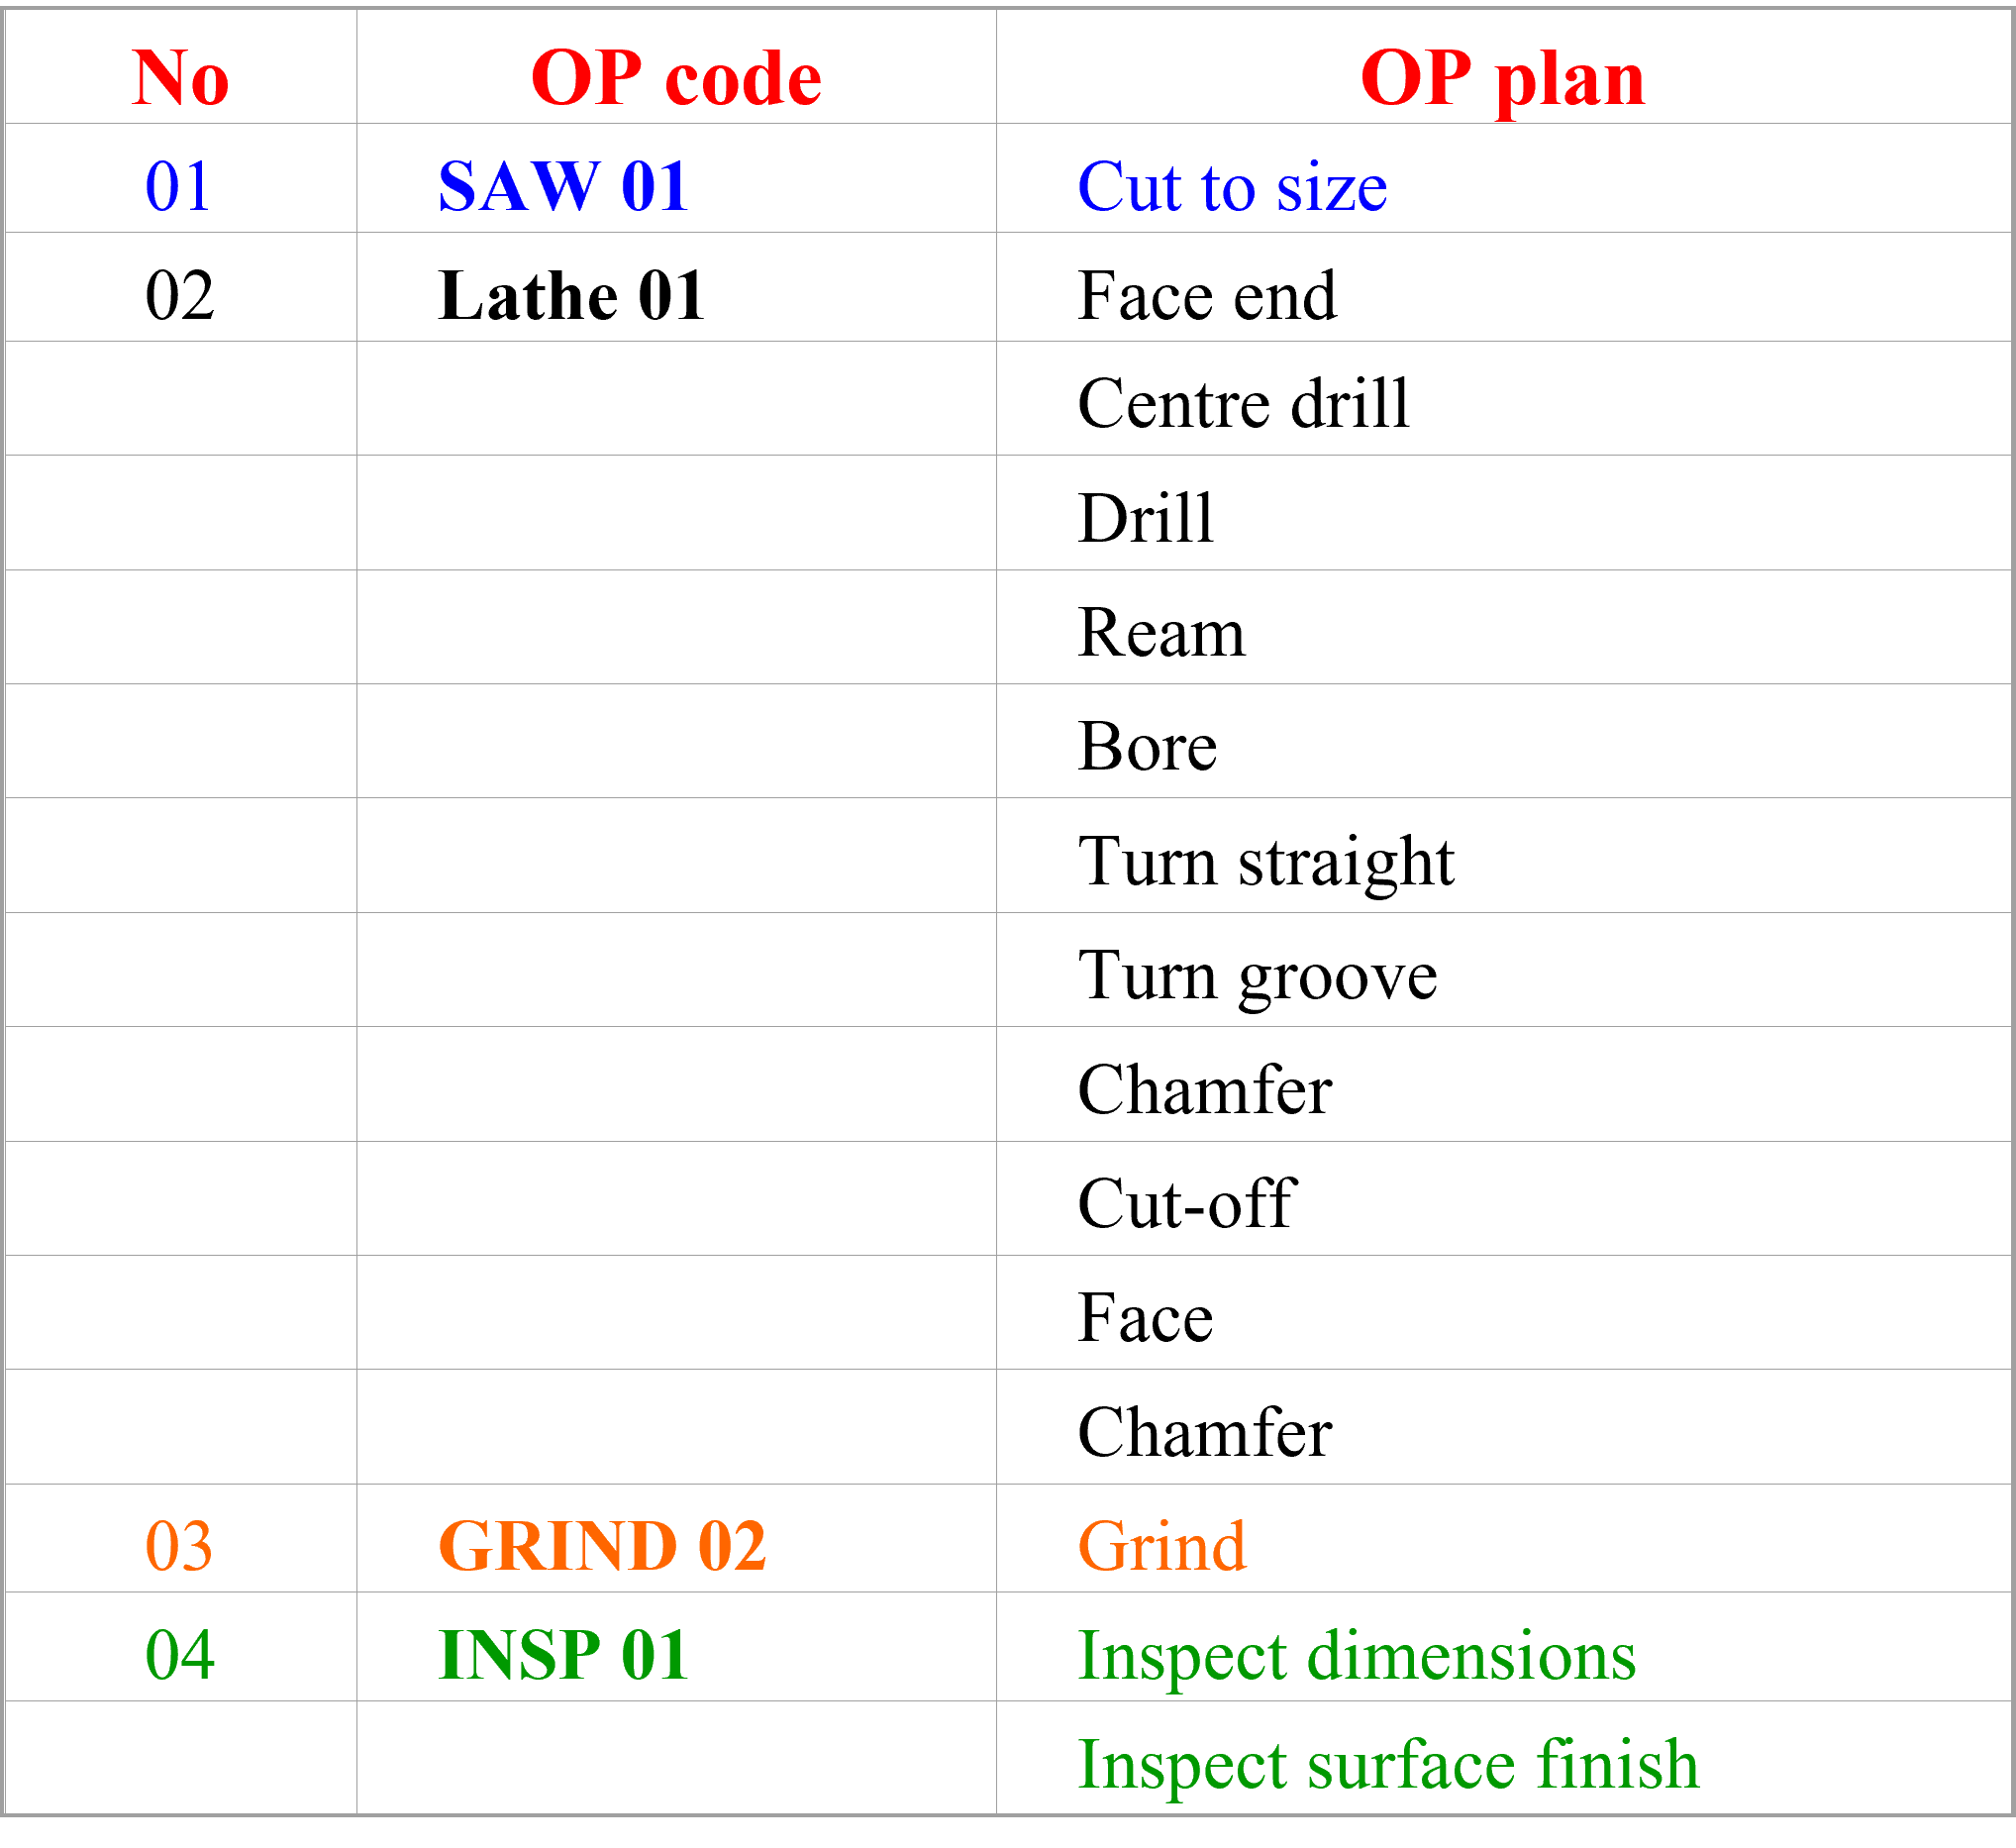 No OP code OP plan
01 SAW 01 Cut to size
02 Lathe 01 Face end
Centre drill
Drill
Ream
Bore
Turn straight
Turn groove
Chamfer
Cut-off
Face
Chamfer
03 GRIND 02 Grind
04 INSP 01 Inspect dimensions
Inspect surface finish